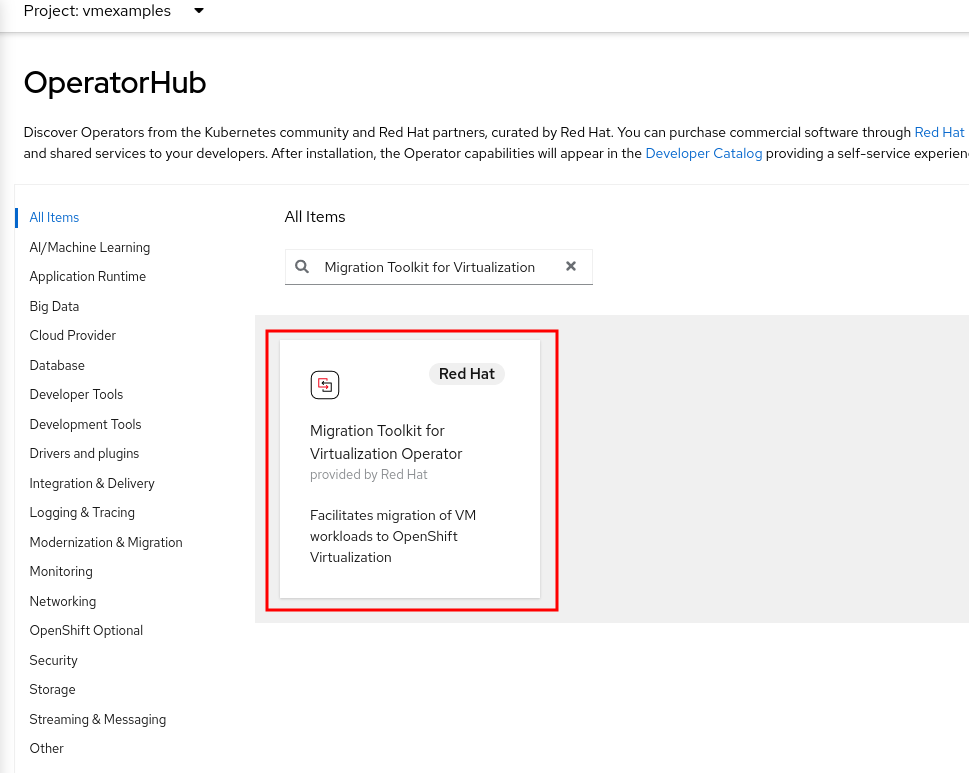 Project: vmexamples
OperatorHub
Discover Operators from the Kubernetes community and Red Hat partners, curated by Red Hat. You can purchase commercial software through Red Hat
and shared services to your developers. After installation, the Operator capabilities will appear in the Developer Catalog providing a self-service experien
All Items
AI/Machine Learning
Application Runtime
Big Data
Cloud Provider
Database
Developer Tools
Development Tools
Drivers and plugins
Integration & Delivery
Logging & Tracing
Modernization & Migration
Monitoring
Networking
OpenShift Optional
Security
Storage
Streaming & Messaging
Other
All Items
Migration Toolkit for Virtualization
Red Hat
Migration Toolkit for
Virtualization Operator
provided by Red Hat
Facilitates migration of VM
workloads to OpenShift
Virtualization